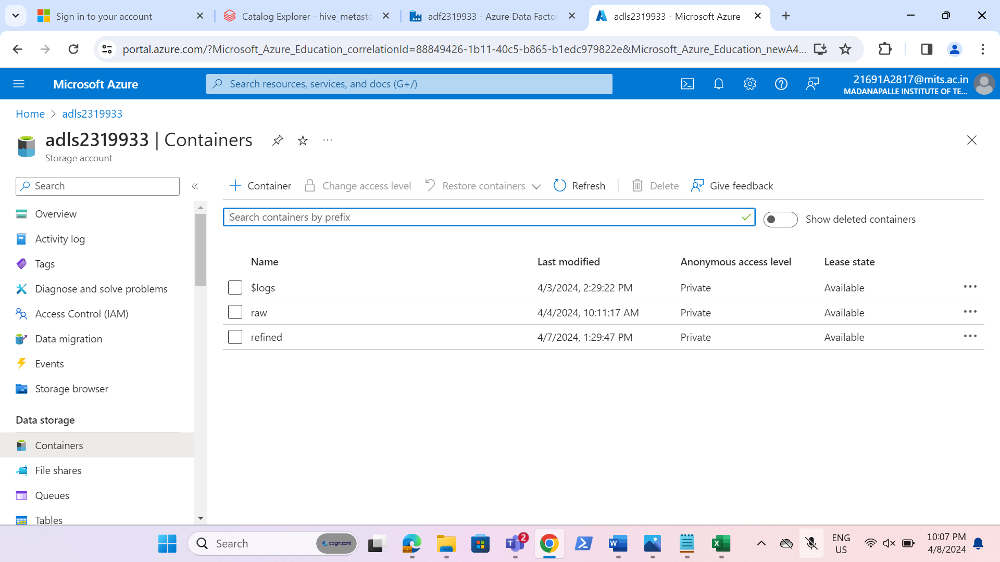 Sign in to your account
Catalog Explorer - hive_metasto
adf2319933 - Azure Data Factor
adls2319933 - Microsoft Azure
portal.azure.com/?Microsoft_Azure_Education_correlationId=88849426-1b11-40c5-b865-b1edc979822e&Microsoft_Azure_Education_newA4...
Microsoft Azure
Search resources, services, and docs (G+/)
21691A2817@mits.ac.in
MADANAPALLE INSTITUTE OF TE...
Home > adls2319933
adls2319933 | Containers
Storage account
Search
Container
Change access level
Restore containers
Refresh
Delete
Give feedback
Search containers by prefix
Show deleted containers
Overview
Activity log
Tags
Diagnose and solve problems
Access Control (IAM)
Data migration
Events
Storage browser
Data storage
Containers
File shares
Queues
Tables
Name Last modified Anonymous access level Lease state
$logs 4/3/2024, 2:29:22 PM Private Available
raw 4/4/2024, 10:11:17 AM Private Available
refined 4/7/2024, 1:29:47 PM Private Available
Search
cognizant
2
ENG
US
10:07 PM
4/8/2024